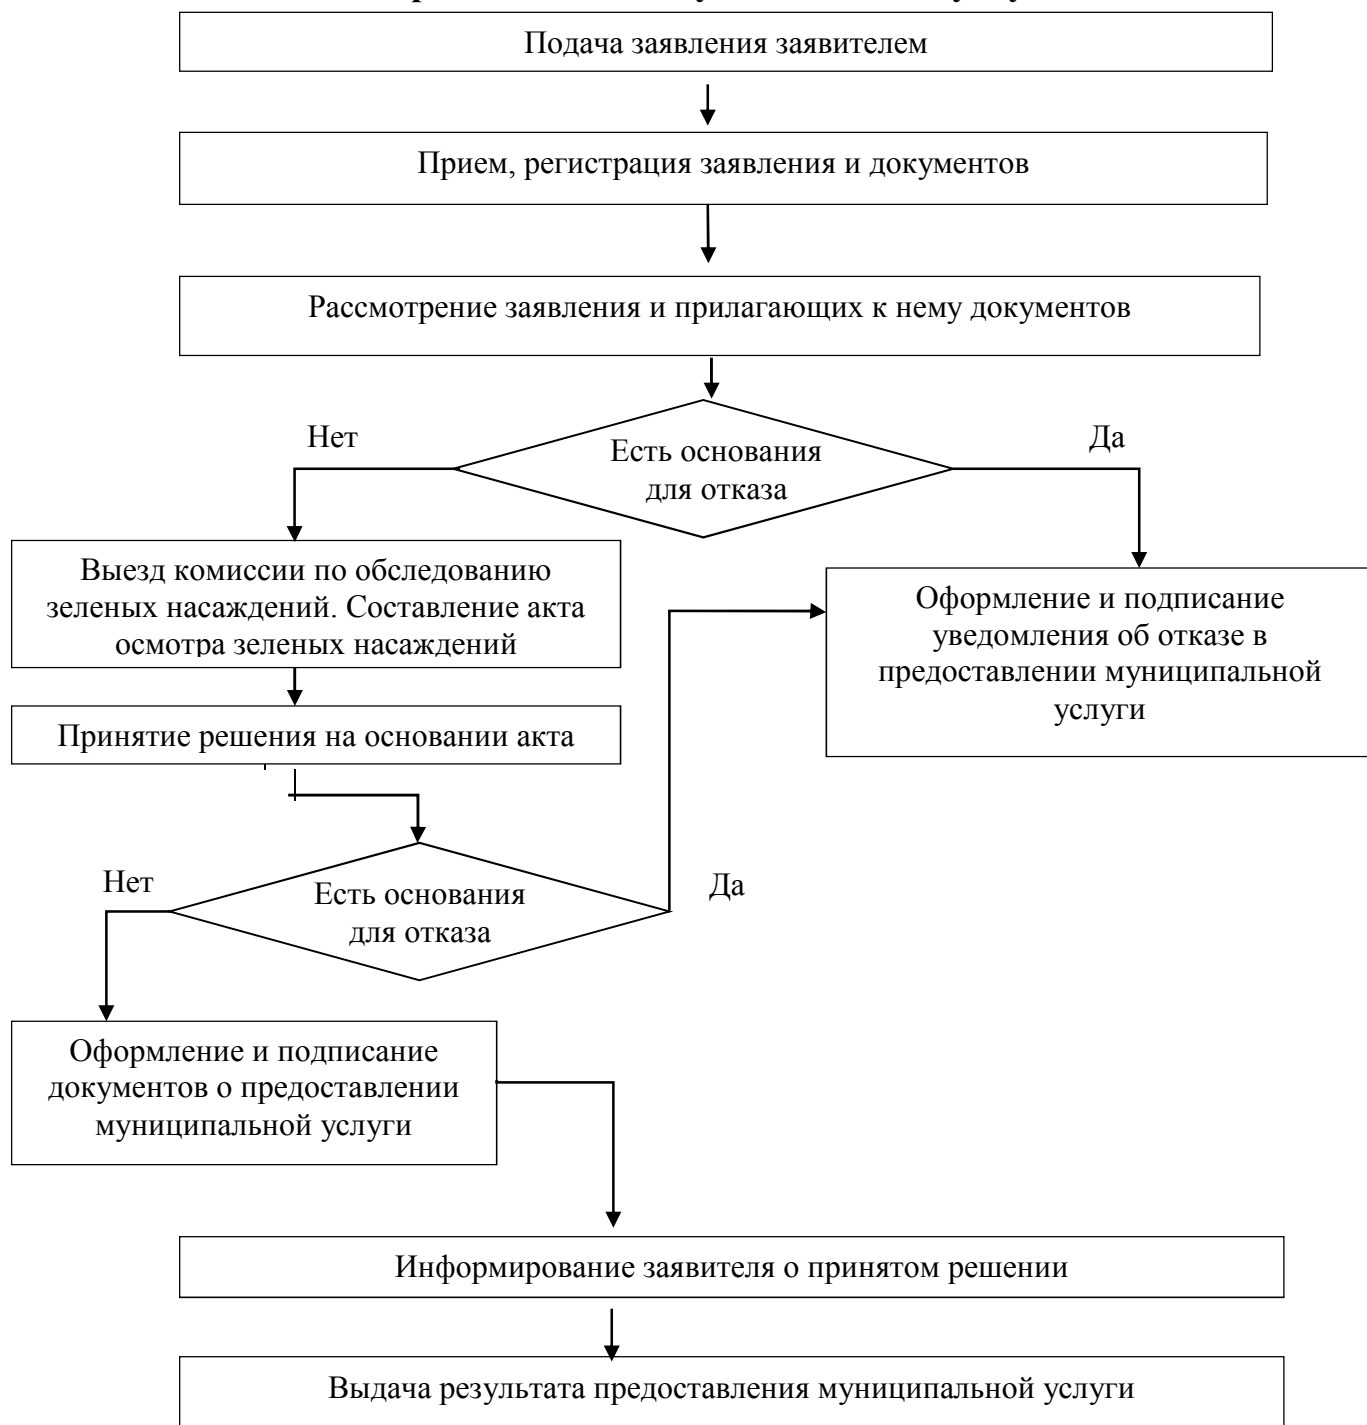 Подача заявления заявителем
Прием, регистрация заявления и документов
Рассмотрение заявления и прилагающих к нему документов
Нет
Есть основания
для отказа
Да
Выезд комиссии по обследованию
зеленых насаждений. Составление акта
осмотра зеленых насаждений
Оформление и подписание
уведомления об отказе в
предоставлении муниципальной
услуги
Принятие решения на основании акта
Нет
Есть основания
для отказа
Да
Оформление и подписание
документов о предоставлении
муниципальной услуги
Информирование заявителя о принятом решении
Выдача результата предоставления муниципальной услуги